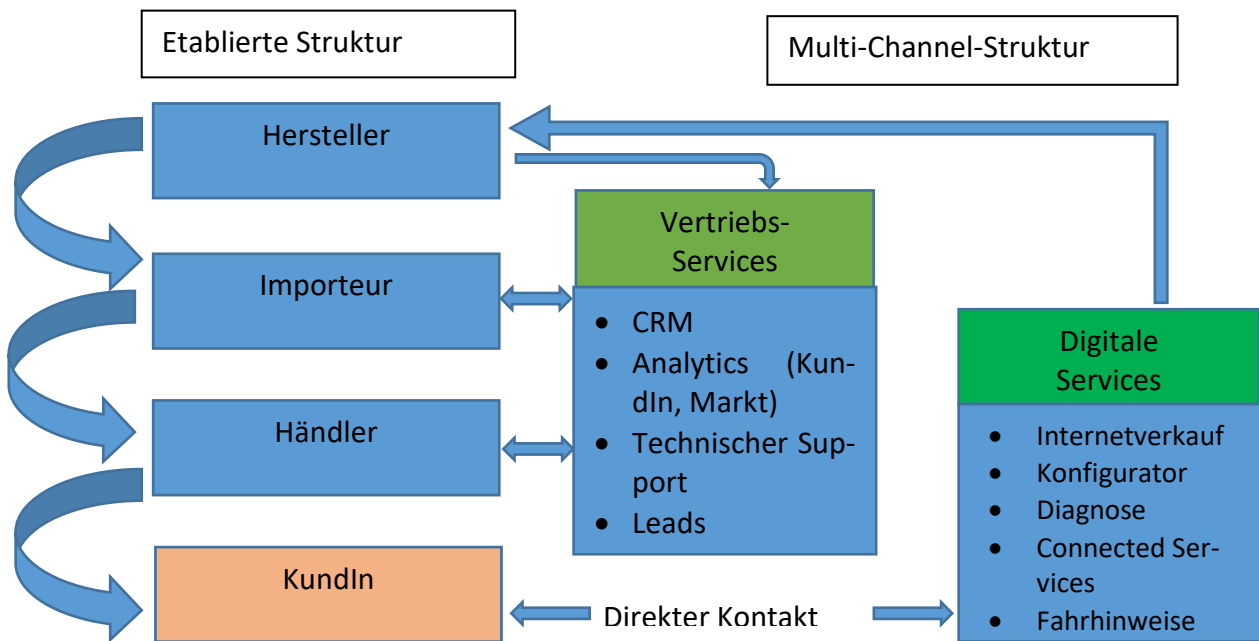 Etablierte Struktur
Multi-Channel-Struktur
Hersteller
Importeur
Händler
KundIn
Vertriebs-
Services
• CRM
• Analytics (Kun-
dIn, Markt)
• Technischer Sup-
port
• Leads
Direkter Kontakt
Digitale
Services
• Internetverkauf
• Konfigurator
• Diagnose
• Connected Ser-
vices
• Fahrhinweise